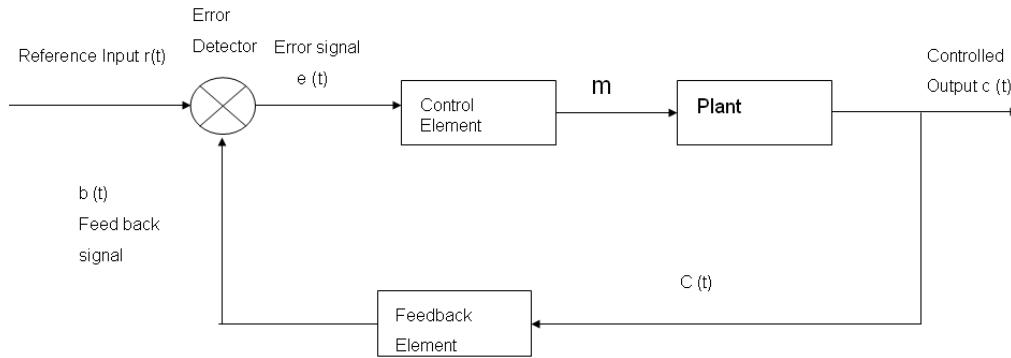 Error
Detector
Reference Input r(t)
Error signal
e (t)
Controlled
Output c (t)
Control
Element
m
Plant
b (t)
Feed back
signal
C (t)
Feedback
Element